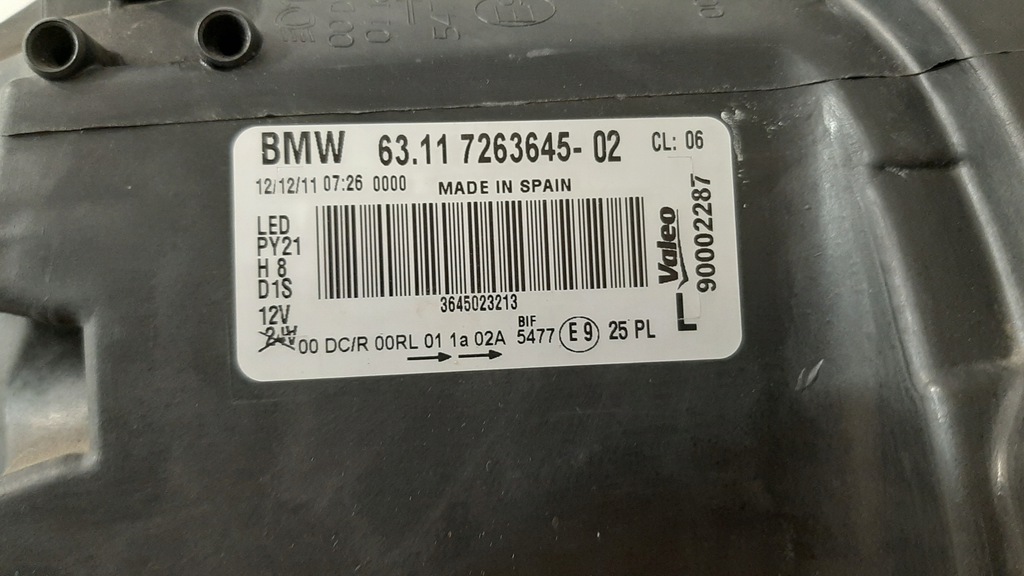 BMW 63.11 7263645-02 CL: 06
12/12/11 07:26 0000 MADE IN SPAIN
LED
PY21
H 8
D1S
12V
24V
3645023213
00 DC/R 00RL 01 1a 02A BIF 5477 E9 25 PL
Valeo
90002287
L